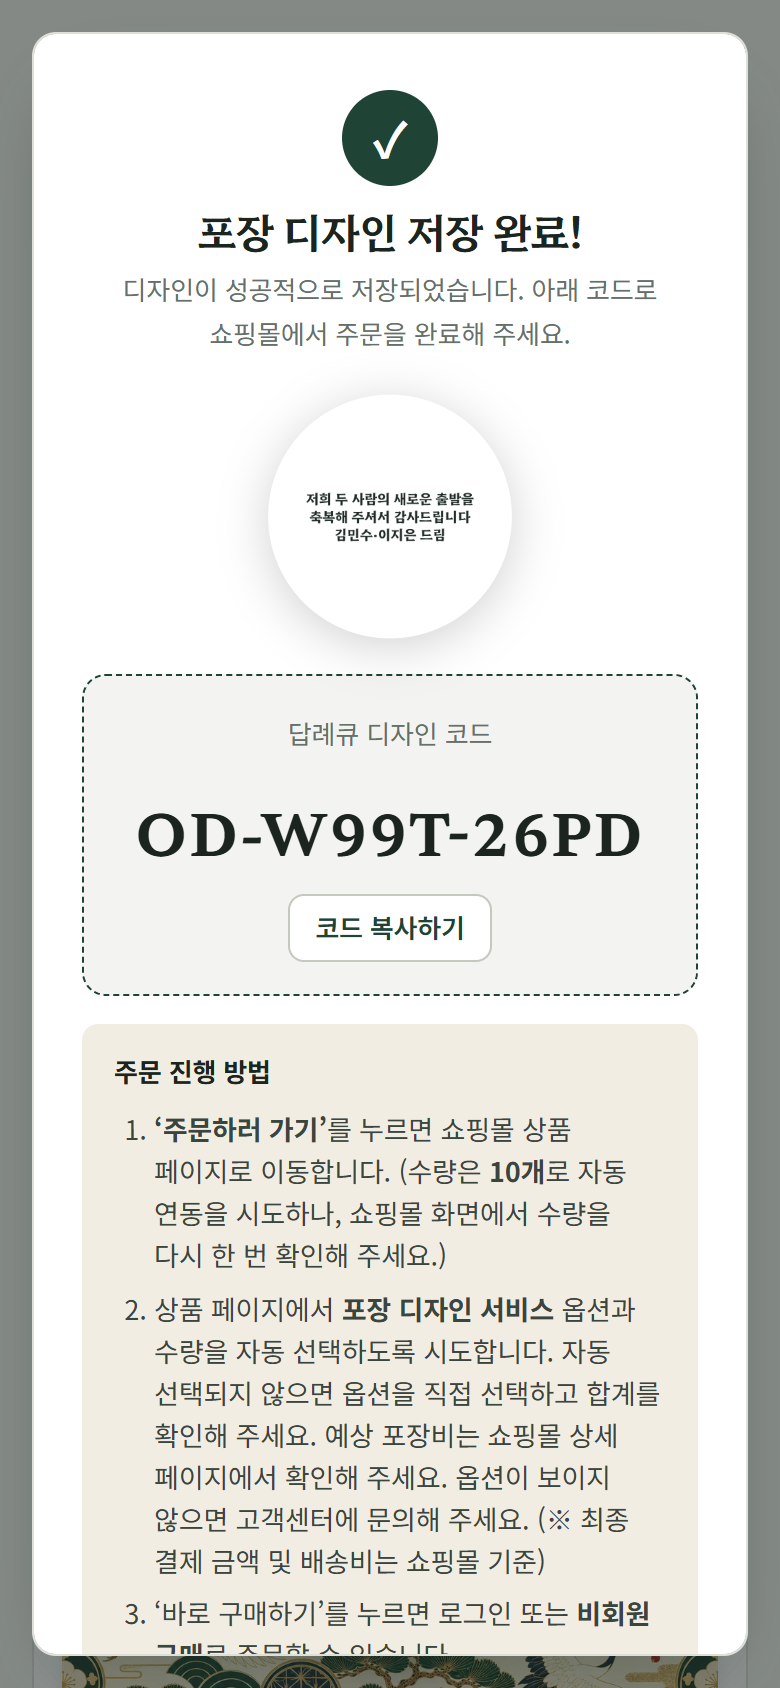 포장 디자인 저장 완료!
디자인이 성공적으로 저장되었습니다. 아래 코드로
쇼핑몰에서 주문을 완료해 주세요.
저희 두 사람의 새로운 출발을
축복해 주셔서 감사드립니다
김민수·이지은 드림
답례큐 디자인 코드
OD-W99T-26PD
코드 복사하기
주문 진행 방법
1. ‘주문하러 가기’를 누르면 쇼핑몰 상품
페이지로 이동합니다. (수량은 10개로 자동
연동을 시도하나, 쇼핑몰 화면에서 수량을
다시 한 번 확인해 주세요.)
2. 상품 페이지에서 포장 디자인 서비스 옵션과
수량을 자동 선택하도록 시도합니다. 자동
선택되지 않으면 옵션을 직접 선택하고 합계를
확인해 주세요. 예상 포장비는 쇼핑몰 상세
페이지에서 확인해 주세요. 옵션이 보이지
않으면 고객센터에 문의해 주세요. (※ 최종
결제 금액 및 배송비는 쇼핑몰 기준)
3. ‘바로 구매하기’를 누르면 로그인 또는 비회원
구매로 주문할 수 있습니다